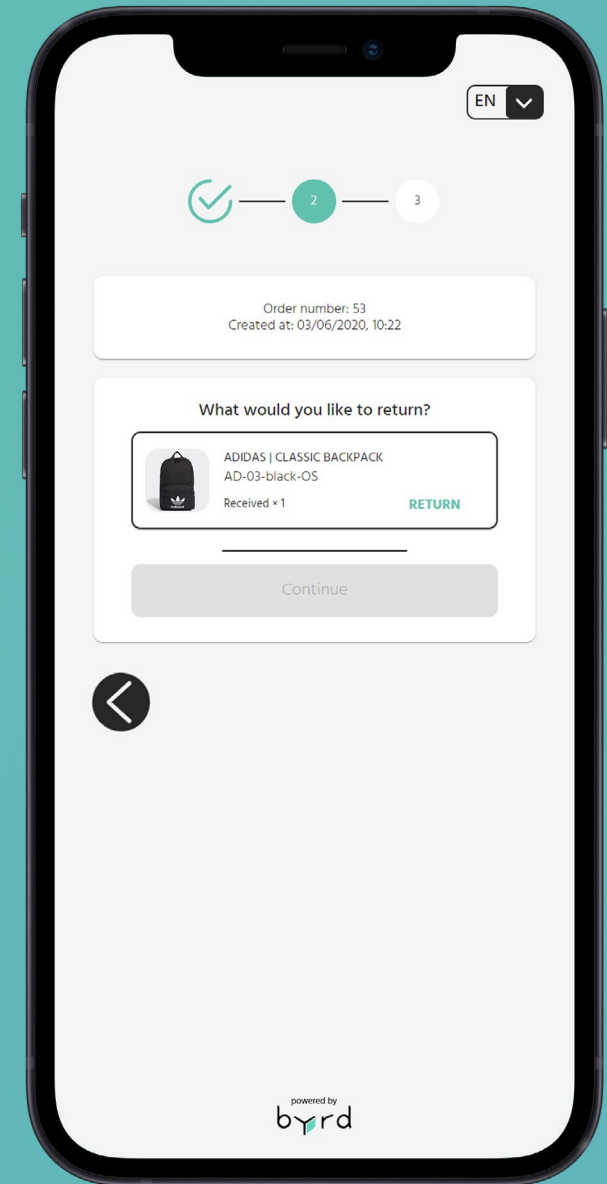 EN
2
3
Order number: 53
Created at: 03/06/2020, 10:22
What would you like to return?
ADIDAS | CLASSIC BACKPACK
AD-03-black-OS
Received × 1
RETURN
Continue
powered by
byrd